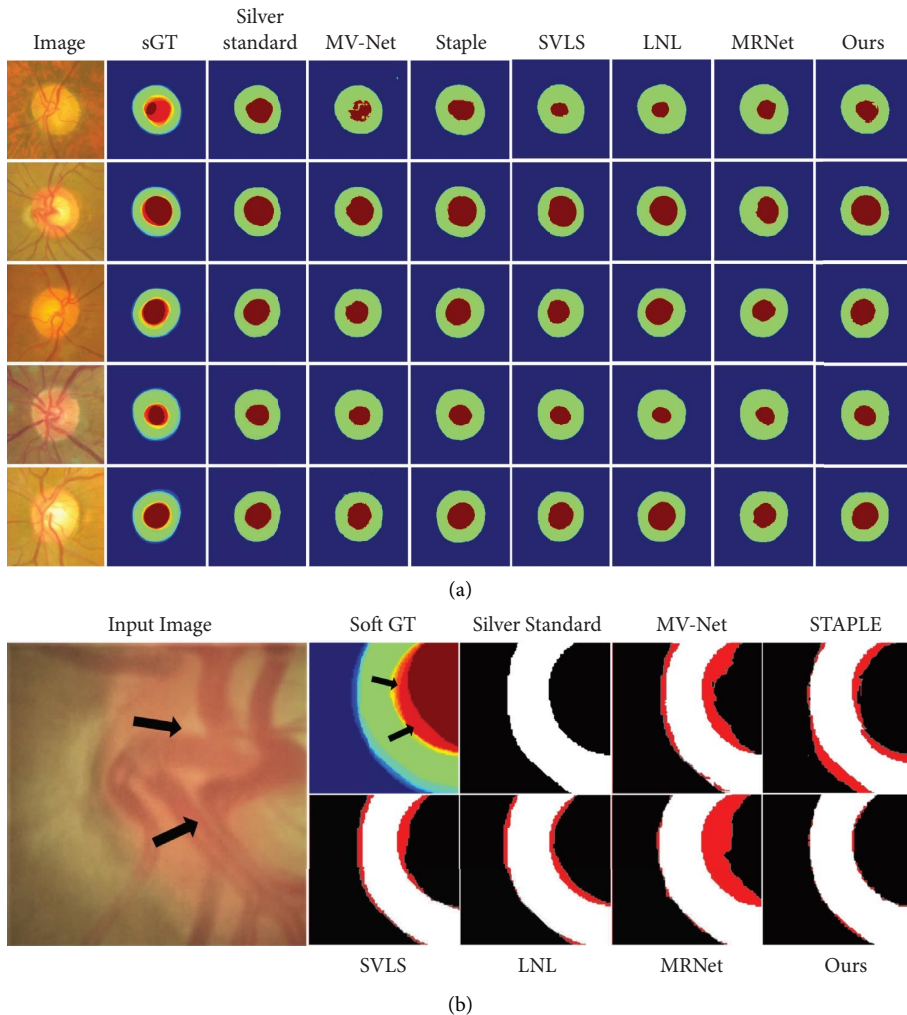 Image sGT Silver standard MV-Net Staple SVLS LNL MRNet Ours
(a)
Input Image Soft GT Silver Standard MV-Net STAPLE
SVLS LNL MRNet Ours
(b)